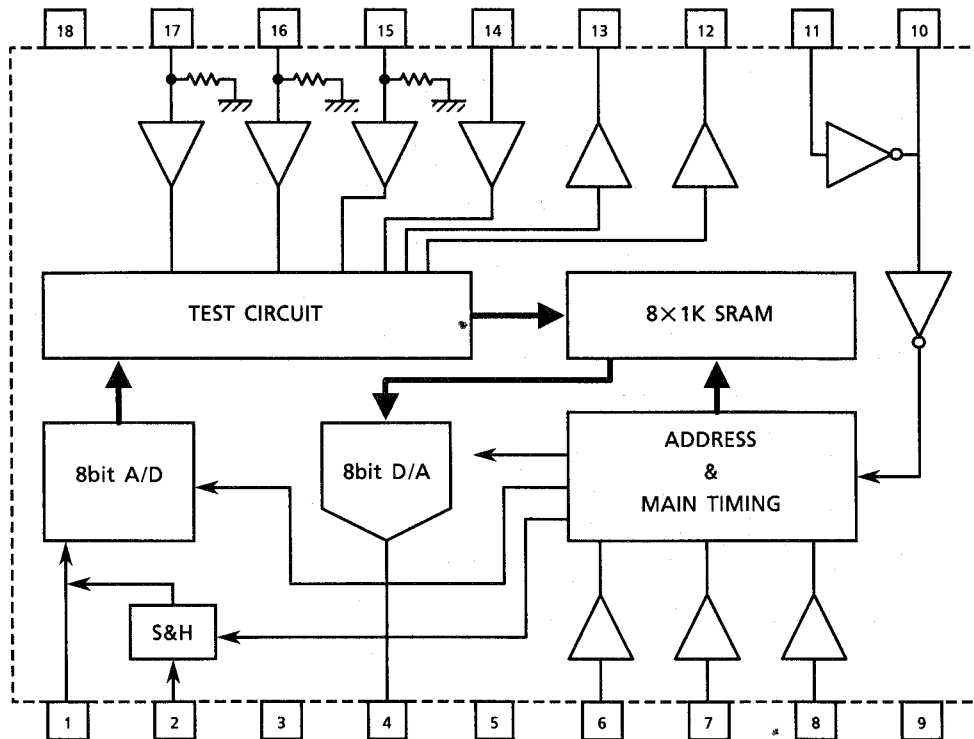 18 17 16 15 14 13 12 11 10
TEST CIRCUIT
8×1K SRAM
8bit A/D
8bit D/A
ADDRESS
&
MAIN TIMING
S&H
1 2 3 4 5 6 7 8 9